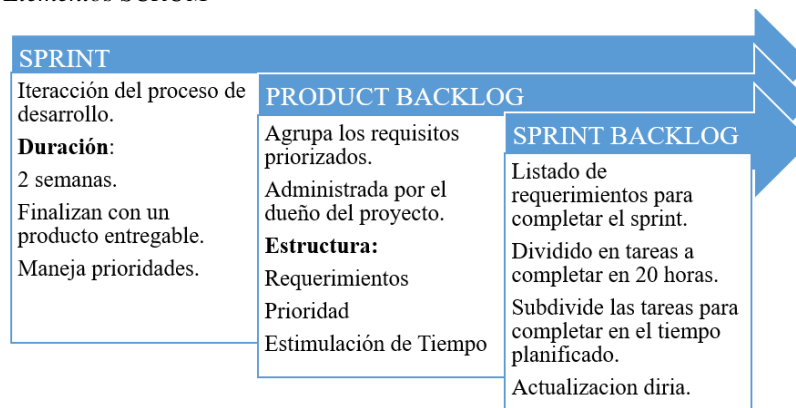 SPRINT
Iteracción del proceso de
desarrollo.
Duración:
2 semanas.
Finalizan con un
producto entregable.
Maneja prioridades.
PRODUCT BACKLOG
Agrupa los requisitos
priorizados.
Administrada por el
dueño del proyecto.
Estructura:
Requerimientos
Prioridad
Estimulación de Tiempo
SPRINT BACKLOG
Listado de
requerimientos para
completar el sprint.
Dividido en tareas a
completar en 20 horas.
Subdivide las tareas para
completar en el tiempo
planificado.
Actualizacion diria.